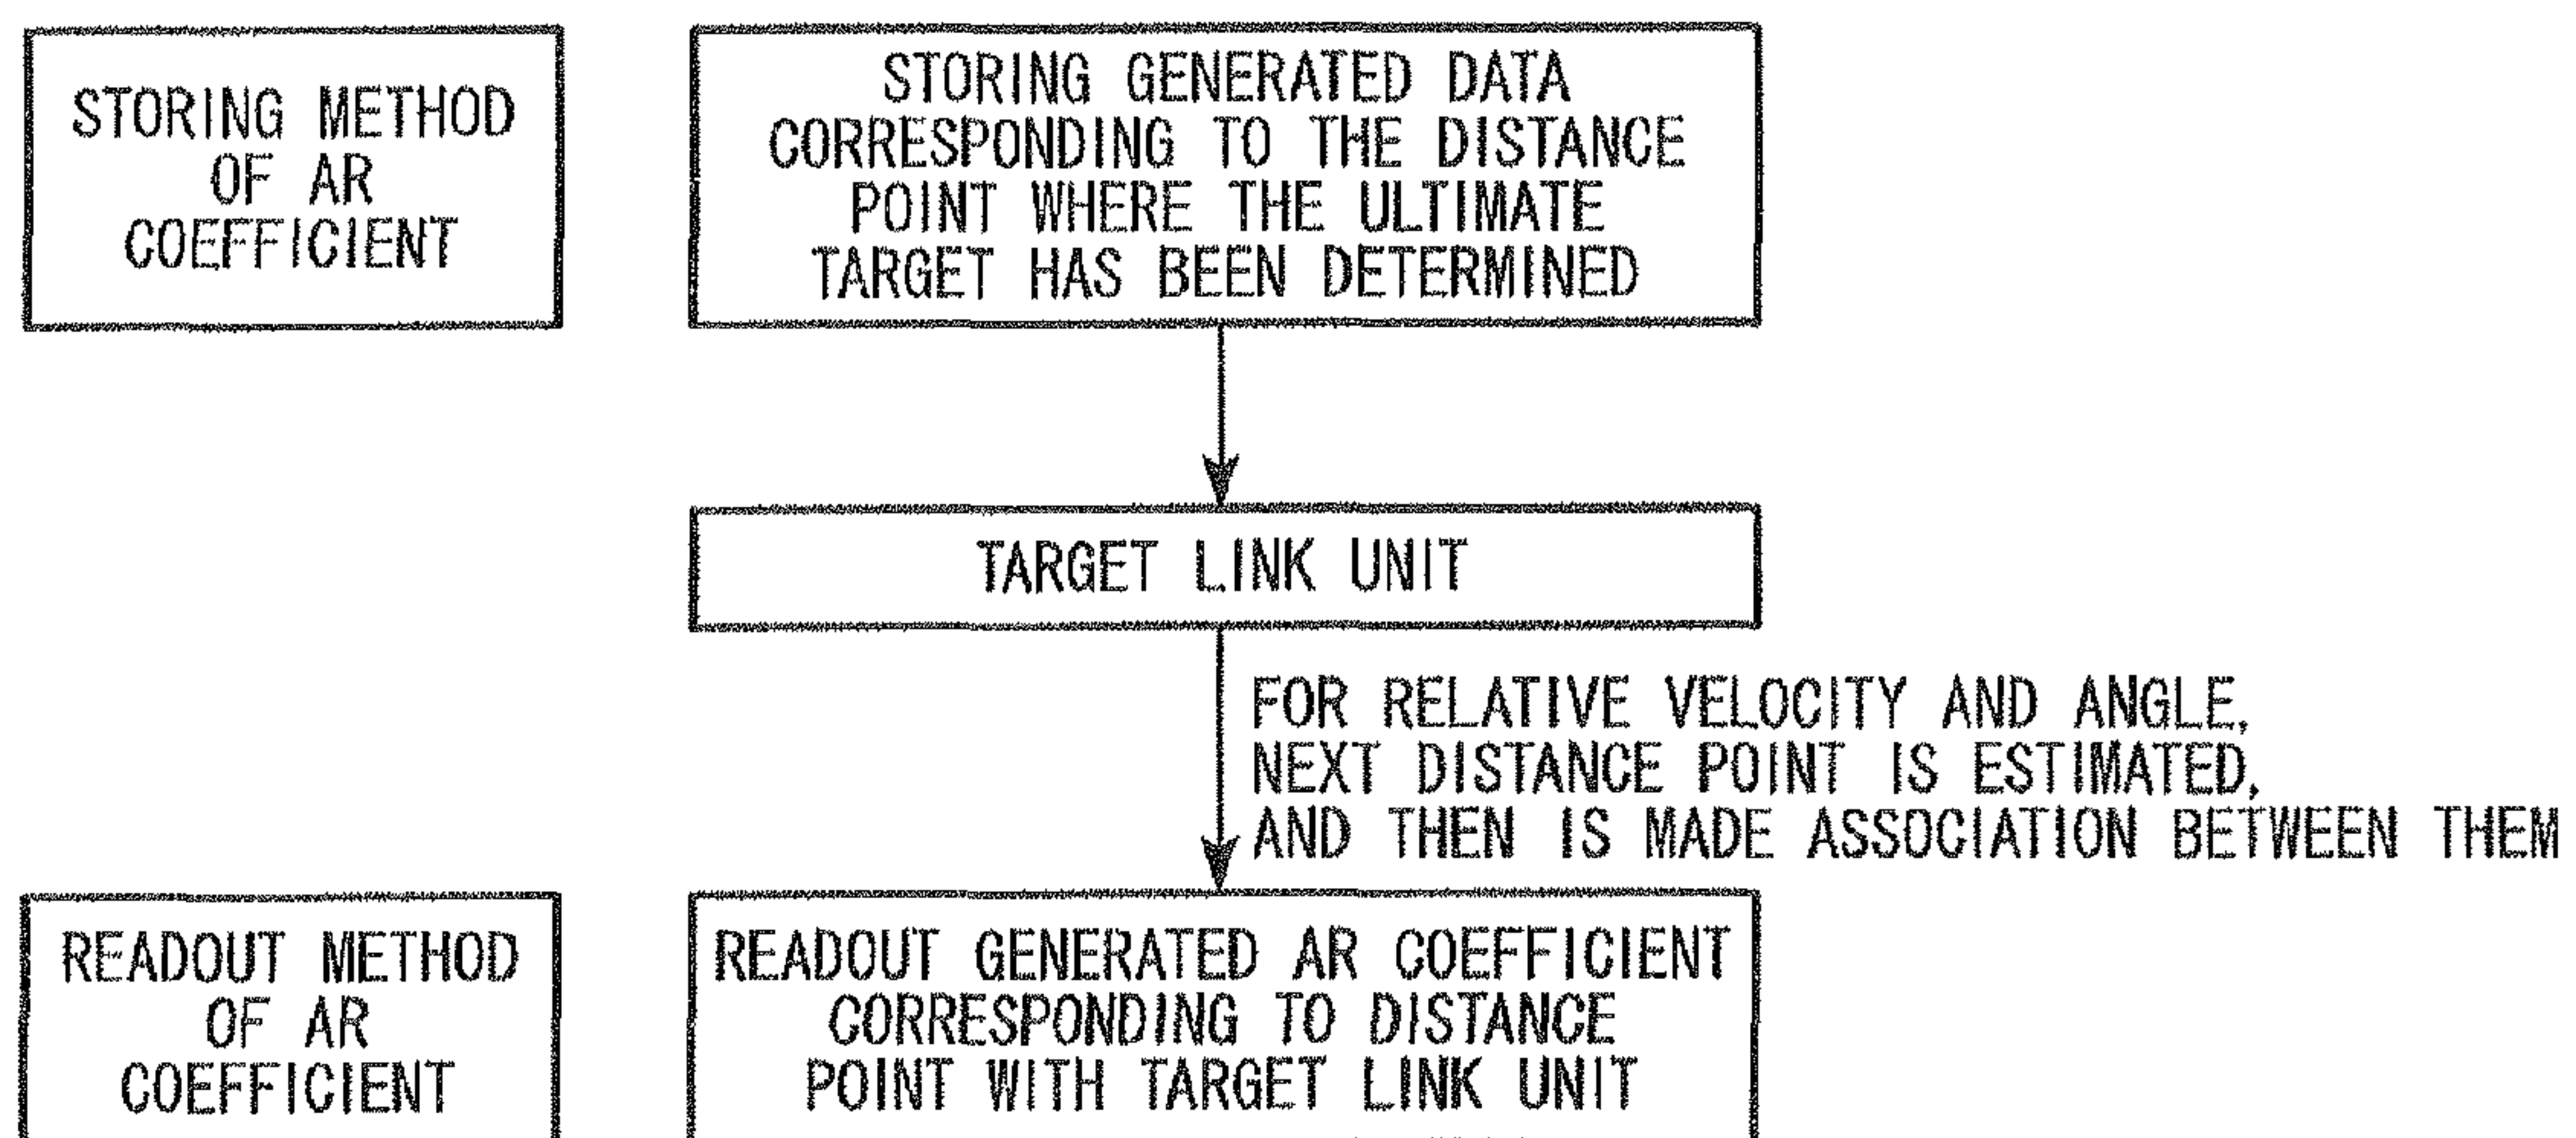 STORING METHOD
OF AR
COEFFICIENT
STORING GENERATED DATA
CORRESPONDING TO THE DISTANCE
POINT WHERE THE ULTIMATE
TARGET HAS BEEN DETERMINED
TARGET LINK UNIT
FOR RELATIVE VELOCITY AND ANGLE,
NEXT DISTANCE POINT IS ESTIMATED,
AND THEN IS MADE ASSOCIATION BETWEEN THEM
READOUT METHOD
OF AR
COEFFICIENT
READOUT GENERATED AR COEFFICIENT
CORRESPONDING TO DISTANCE
POINT WITH TARGET LINK UNIT